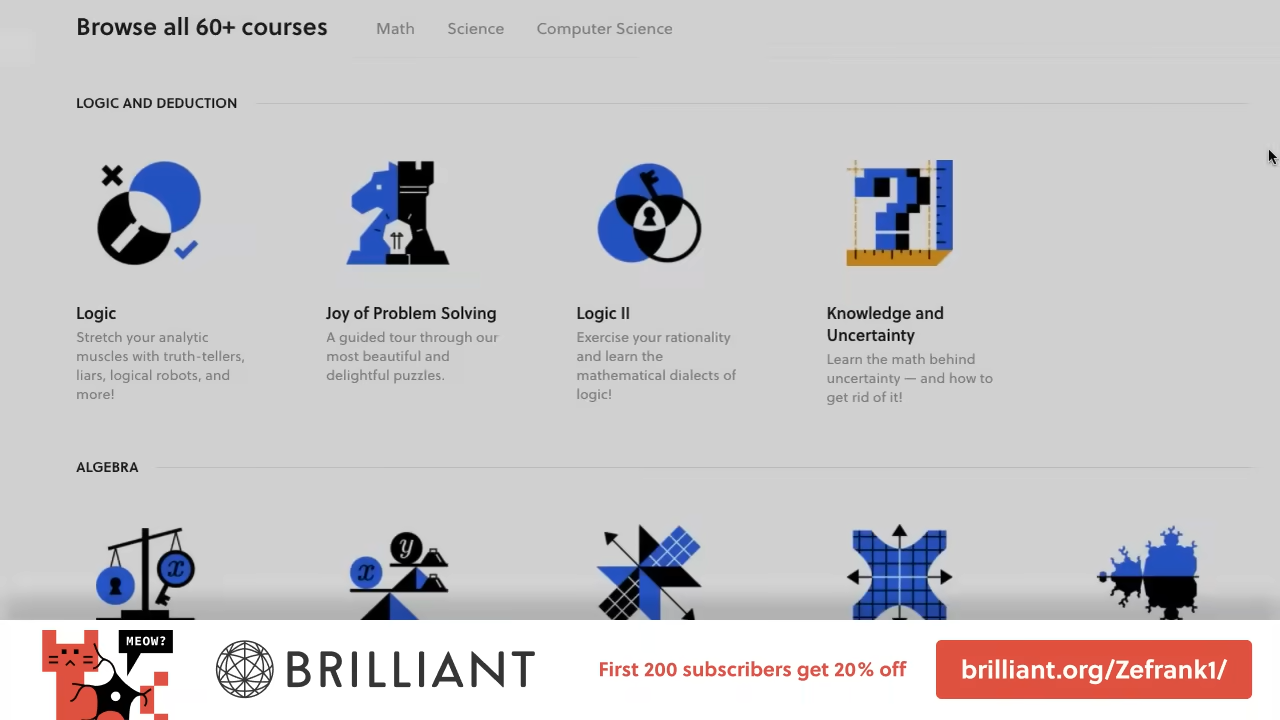 Browse all 60+ courses
Math
Science
Computer Science
LOGIC AND DEDUCTION
Logic
Stretch your analytic
muscles with truth-tellers,
liars, logical robots, and
more!
Joy of Problem Solving
A guided tour through our
most beautiful and
delightful puzzles.
Logic II
Exercise your rationality
and learn the
mathematical dialects of
logic!
Knowledge and
Uncertainty
Learn the math behind
uncertainty — and how to
get rid of it!
ALGEBRA
x
x
y
MEOW?
BRILLIANT
First 200 subscribers get 20% off
brilliant.org/Zefrank1/